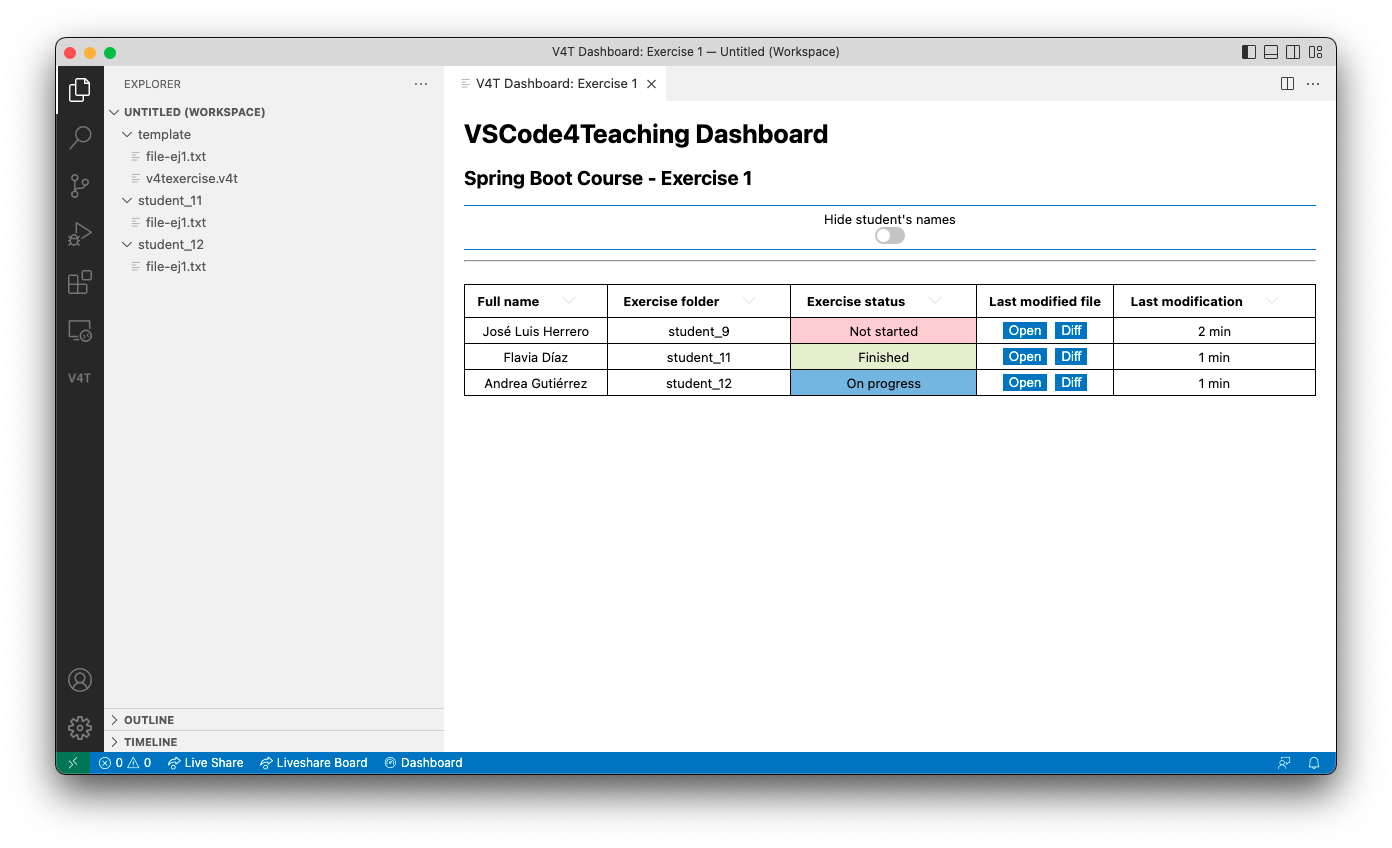 V4T Dashboard: Exercise 1 — Untitled (Workspace)
EXPLORER
UNTITLED (WORKSPACE)
template
file-ej1.txt
v4texercise.v4t
student_11
file-ej1.txt
student_12
file-ej1.txt
V4T
OUTLINE
TIMELINE
V4T Dashboard: Exercise 1
VSCode4Teaching Dashboard
Spring Boot Course - Exercise 1
Hide student's names
Full name Exercise folder Exercise status Last modified file Last modification
José Luis Herrero student_9 Not started Open Diff 2 min
Flavia Díaz student_11 Finished Open Diff 1 min
Andrea Gutiérrez student_12 On progress Open Diff 1 min
0 0 Live Share Liveshare Board Dashboard